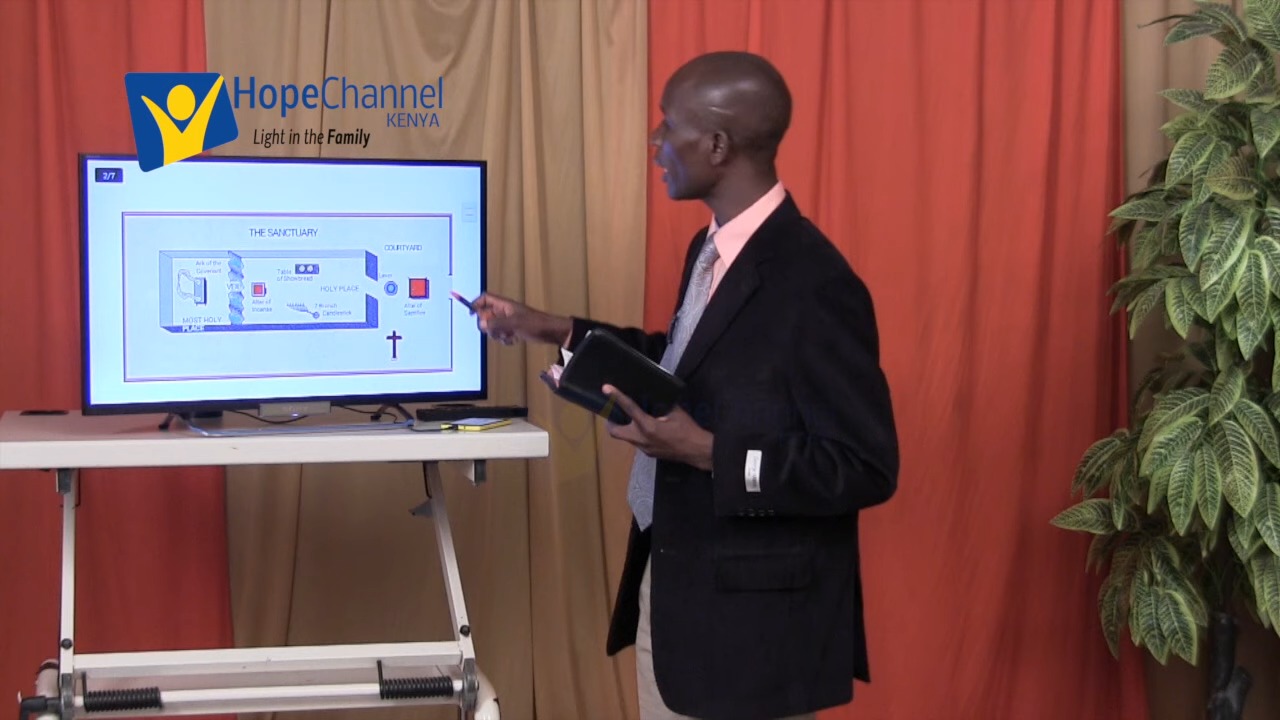 HopeChannel
KENYA
Light in the Family
2/7
THE SANCTUARY
COURTYARD
Ark of the
Covenant
Table
of Showbread
Laver
VEIL
HOLY PLACE
Altar of
Incense
7 Branch
Candlestick
Altar of
Sacrifice
MOST HOLY
PLACE